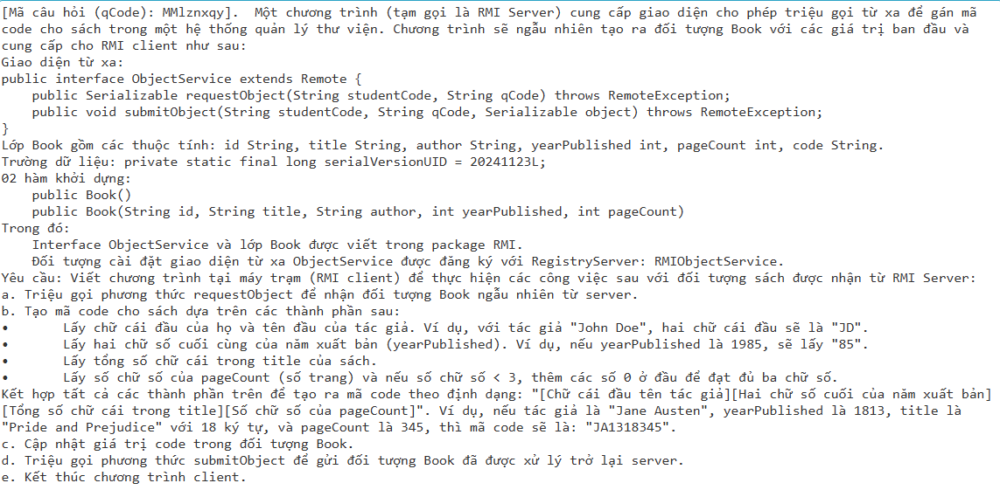 [Mã câu hỏi (qCode): MMlznxqy].  Một chương trình (tạm gọi là RMI Server) cung cấp giao diện cho phép triệu gọi từ xa để gán mã
code cho sách trong một hệ thống quản lý thư viện. Chương trình sẽ ngẫu nhiên tạo ra đối tượng Book với các giá trị ban đầu và
cung cấp cho RMI client như sau:
Giao diện từ xa:
public interface ObjectService extends Remote {
    public Serializable requestObject(String studentCode, String qCode) throws RemoteException;
    public void submitObject(String studentCode, String qCode, Serializable object) throws RemoteException;
}
Lớp Book gồm các thuộc tính: id String, title String, author String, yearPublished int, pageCount int, code String.
Trường dữ liệu: private static final long serialVersionUID = 20241123L;
02 hàm khởi dựng:
    public Book()
    public Book(String id, String title, String author, int yearPublished, int pageCount)
Trong đó:
    Interface ObjectService và lớp Book được viết trong package RMI.
    Đối tượng cài đặt giao diện từ xa ObjectService được đăng ký với RegistryServer: RMIObjectService.
Yêu cầu: Viết chương trình tại máy trạm (RMI client) để thực hiện các công việc sau với đối tượng sách được nhận từ RMI Server:
a. Triệu gọi phương thức requestObject để nhận đối tượng Book ngẫu nhiên từ server.
b. Tạo mã code cho sách dựa trên các thành phần sau:
•       Lấy chữ cái đầu của họ và tên đầu của tác giả. Ví dụ, với tác giả "John Doe", hai chữ cái đầu sẽ là "JD".
•       Lấy hai chữ số cuối cùng của năm xuất bản (yearPublished). Ví dụ, nếu yearPublished là 1985, sẽ lấy "85".
•       Lấy tổng số chữ cái trong title của sách.
•       Lấy số chữ số của pageCount (số trang) và nếu số chữ số < 3, thêm các số 0 ở đầu để đạt đủ ba chữ số.
Kết hợp tất cả các thành phần trên để tạo ra mã code theo định dạng: "[Chữ cái đầu tên tác giả][Hai chữ số cuối của năm xuất bản]
[Tổng số chữ cái trong title][Số chữ số của pageCount]". Ví dụ, nếu tác giả là "Jane Austen", yearPublished là 1813, title là
"Pride and Prejudice" với 18 ký tự, và pageCount là 345, thì mã code sẽ là: "JA1318345".
c. Cập nhật giá trị code trong đối tượng Book.
d. Triệu gọi phương thức submitObject để gửi đối tượng Book đã được xử lý trở lại server.
e. Kết thúc chương trình client.